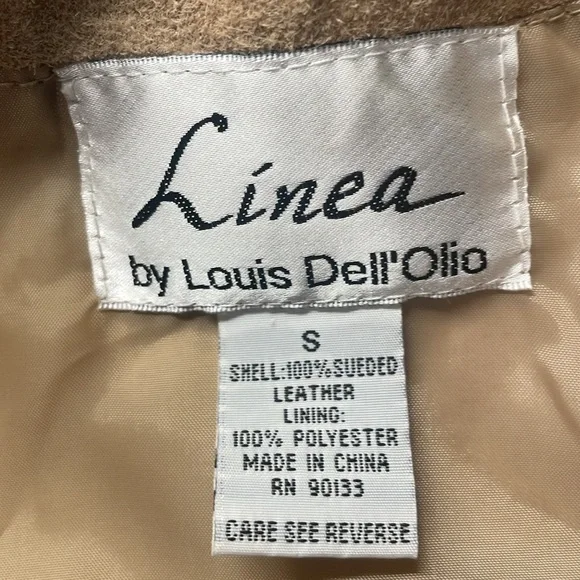 Linea
by Louis Dell'Olio
S
SHELL:100%SUEDED
LEATHER
LINING:
100% POLYESTER
MADE IN CHINA
RN 90133
CARE SEE REVERSE